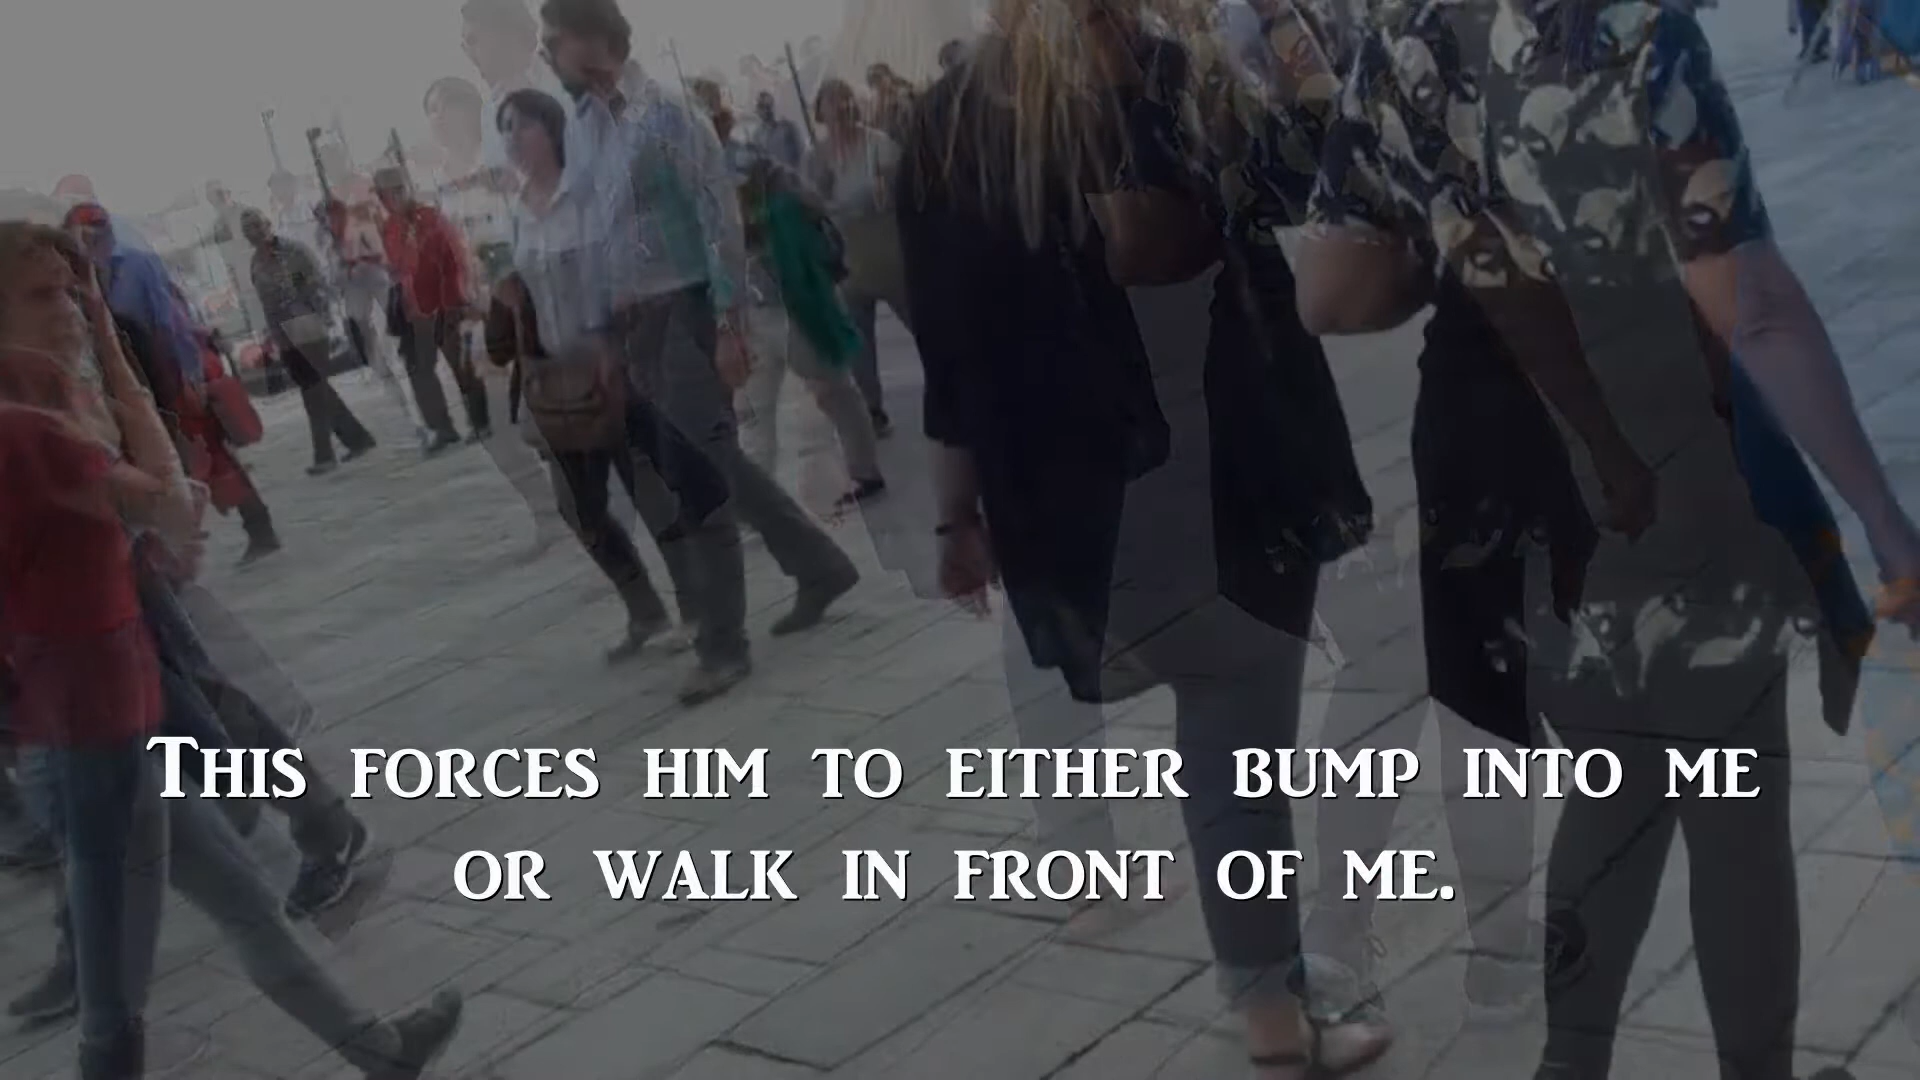 This forces him to either bump into me
or walk in front of me.